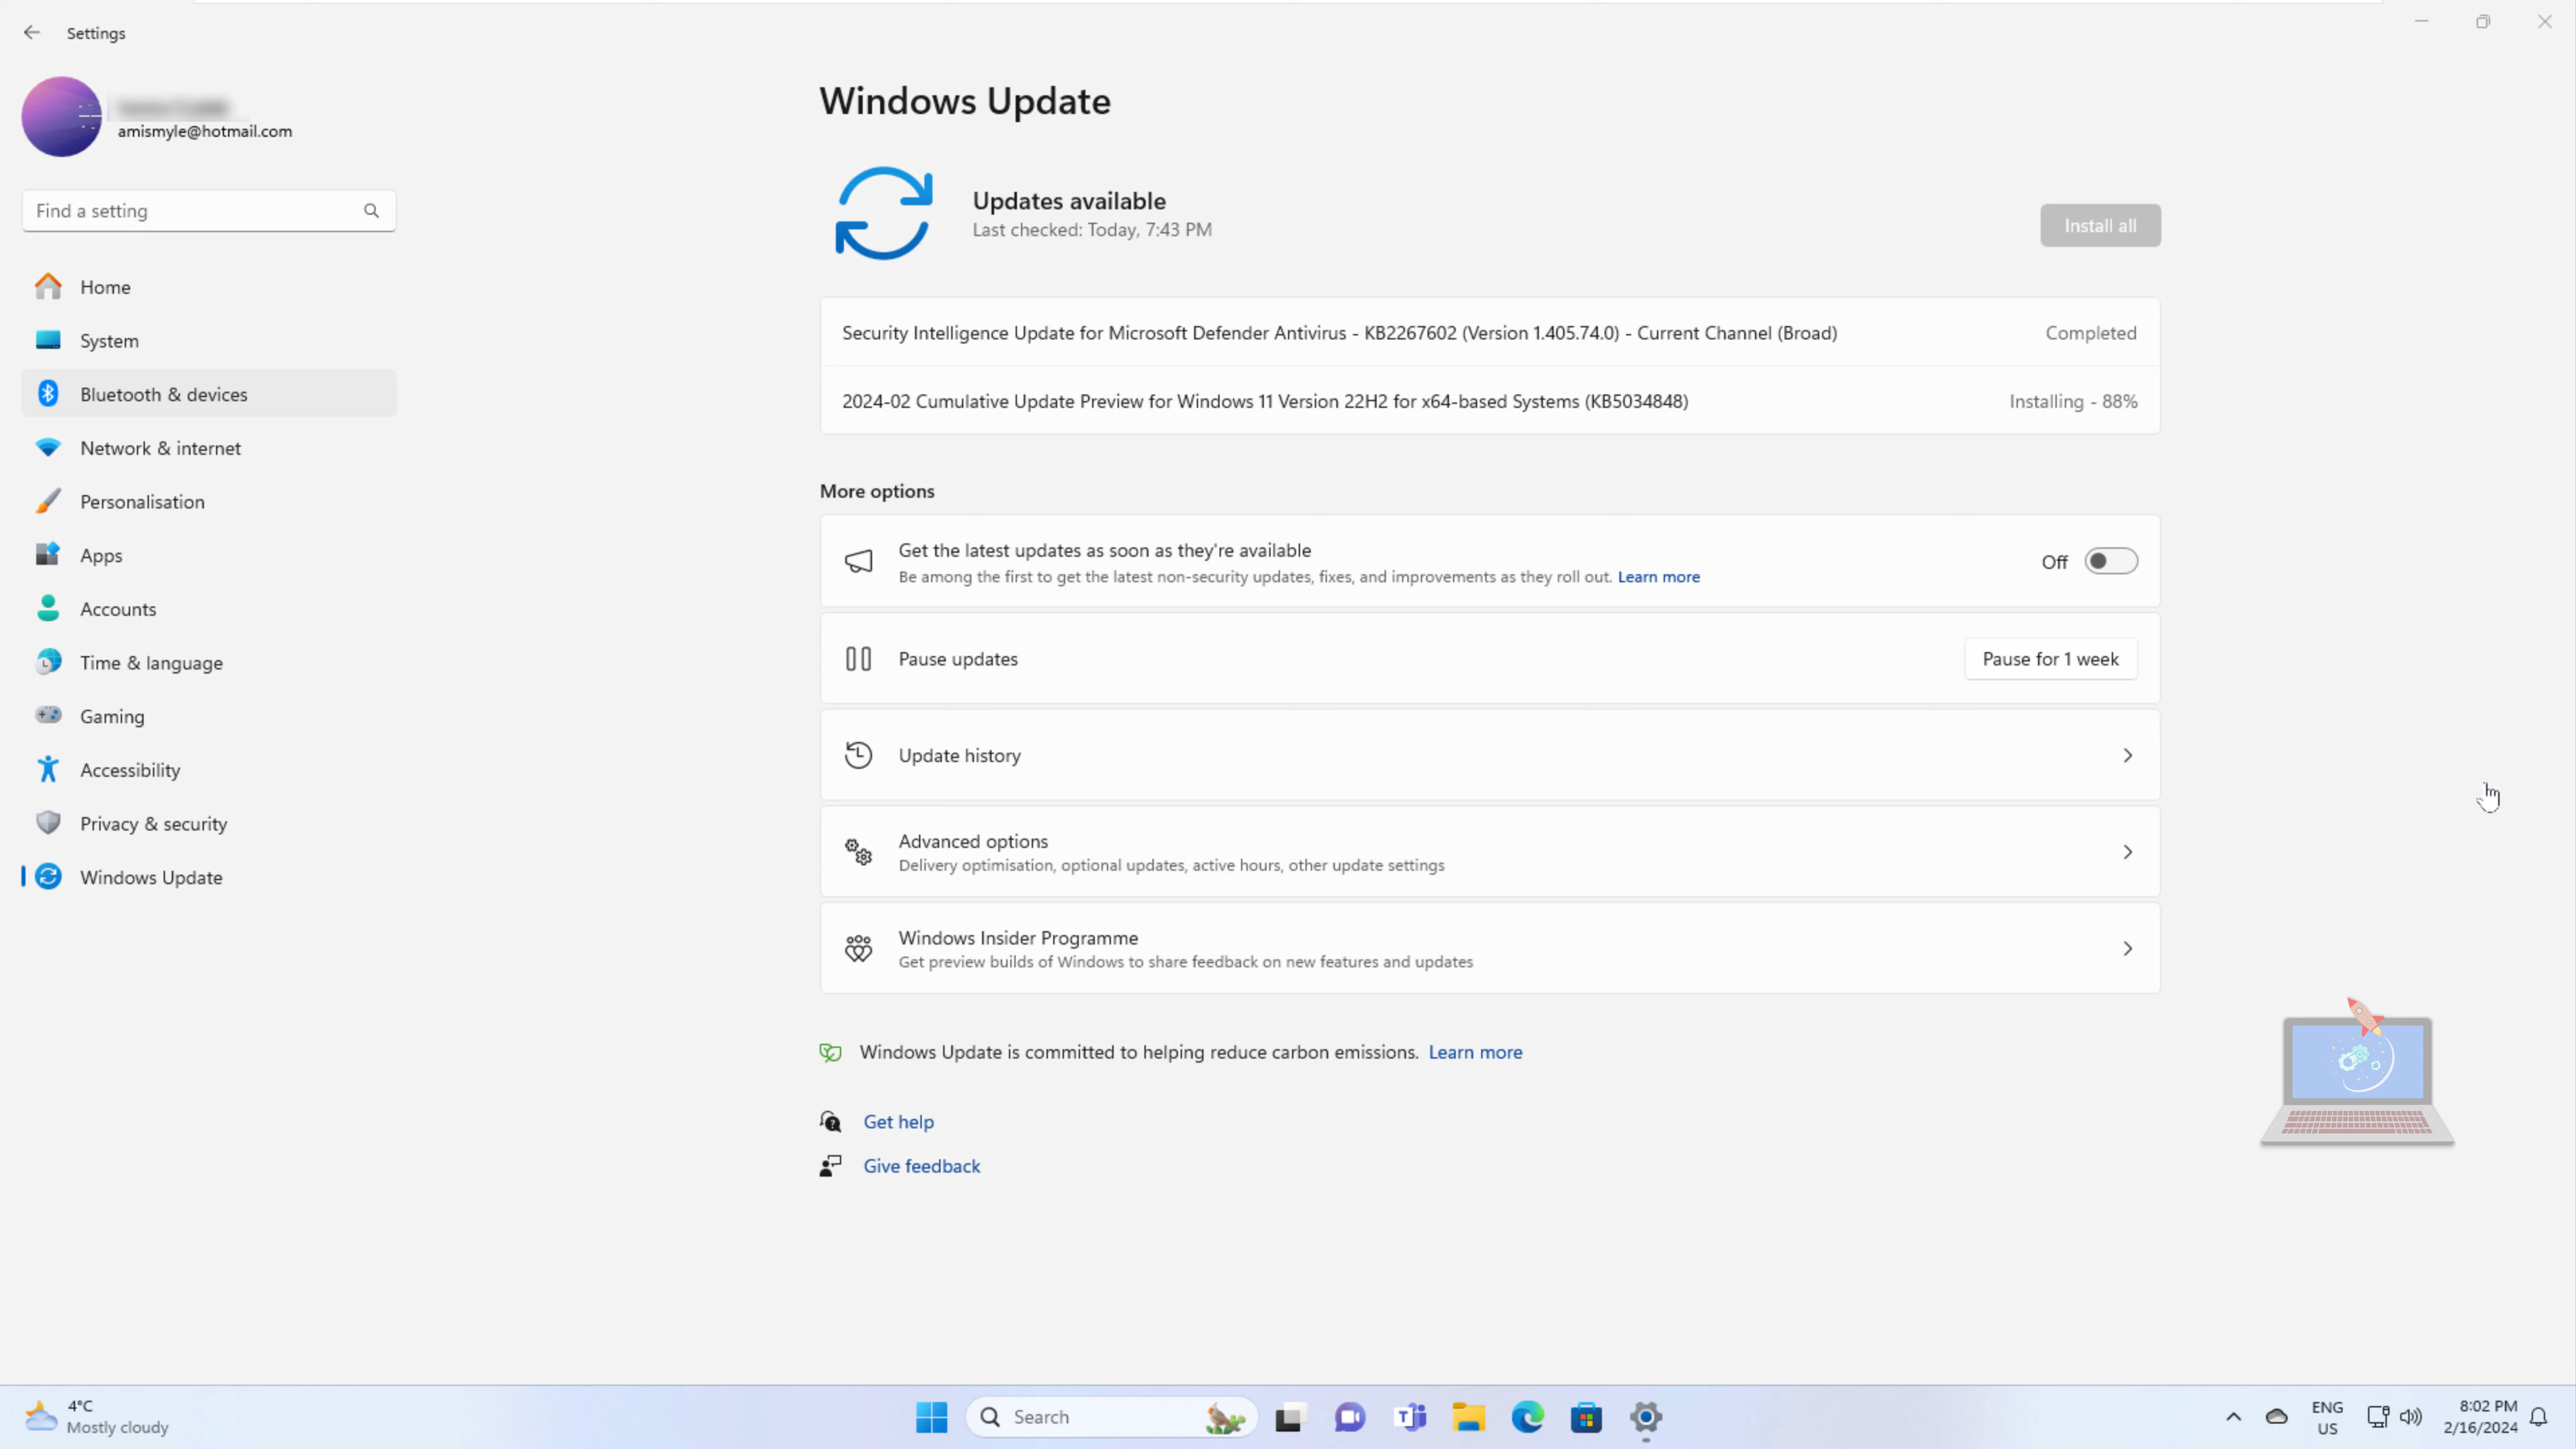 Settings
amismyle@hotmail.com
Find a setting
Home
System
Bluetooth & devices
Network & internet
Personalisation
Apps
Accounts
Time & language
Gaming
Accessibility
Privacy & security
Windows Update
Windows Update
Updates available
Last checked: Today, 7:43 PM
Install all
Security Intelligence Update for Microsoft Defender Antivirus - KB2267602 (Version 1.405.74.0) - Current Channel (Broad)
Completed
2024-02 Cumulative Update Preview for Windows 11 Version 22H2 for x64-based Systems (KB5034848)
Installing - 88%
More options
Get the latest updates as soon as they're available
Be among the first to get the latest non-security updates, fixes, and improvements as they roll out. Learn more
Off
Pause updates
Pause for 1 week
Update history
Advanced options
Delivery optimisation, optional updates, active hours, other update settings
Windows Insider Programme
Get preview builds of Windows to share feedback on new features and updates
Windows Update is committed to helping reduce carbon emissions. Learn more
Get help
Give feedback
4°C
Mostly cloudy
Search
ENG
US
8:02 PM
2/16/2024